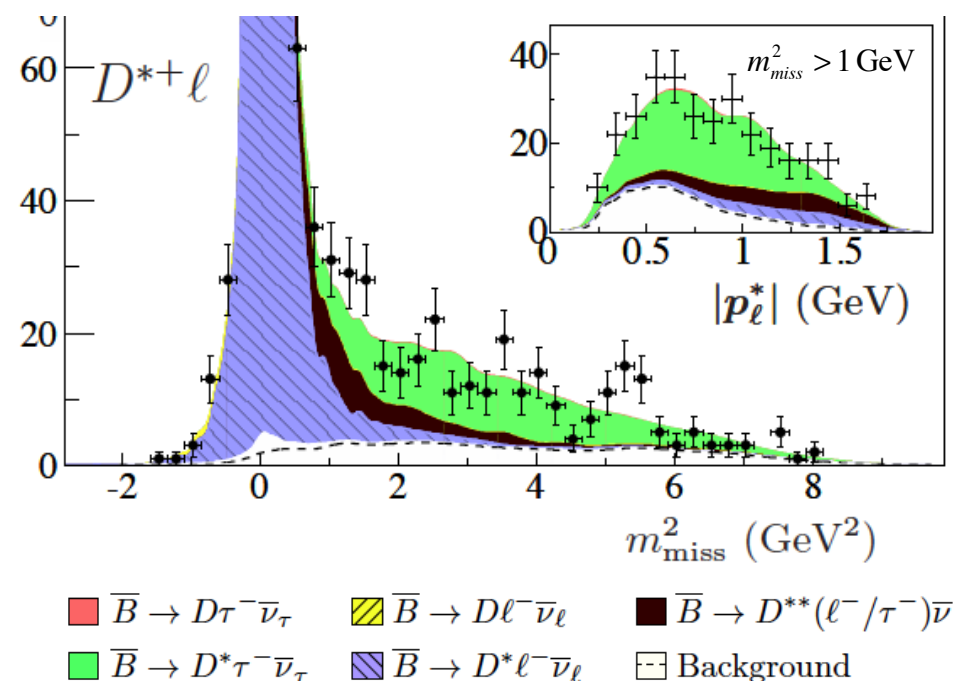 0
60
D*+ℓ
40
20
0
-2 0 2 4 6 8
m²miss (GeV²)
40
m²miss > 1 GeV
20
0
0 0.5 1 1.5
|p*ℓ| (GeV)
B̅ → Dτ⁻ν̅τ B̅ → Dℓ⁻ν̅ℓ B̅ → D**(ℓ⁻/τ⁻)ν̅
B̅ → D*τ⁻ν̅τ B̅ → D*ℓ⁻ν̅ℓ Background